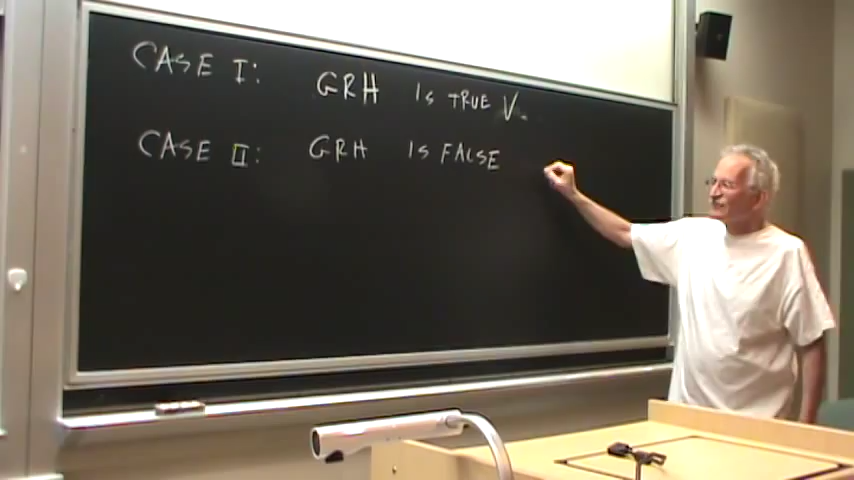 CASE I: GRH IS TRUE √.
CASE II: GRH IS FALSE